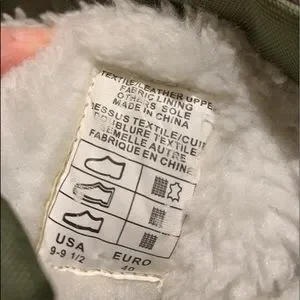 TEXTILE/LEATHER UPPER
FABRIC LINING
OTHERS SOLE
MADE IN CHINA
DESSUS TEXTILE/CUIR
DOUBLURE TEXTILE
SEMELLE AUTRE
FABRIQUE EN CHINE
USA EURO
9-9 1/2 40